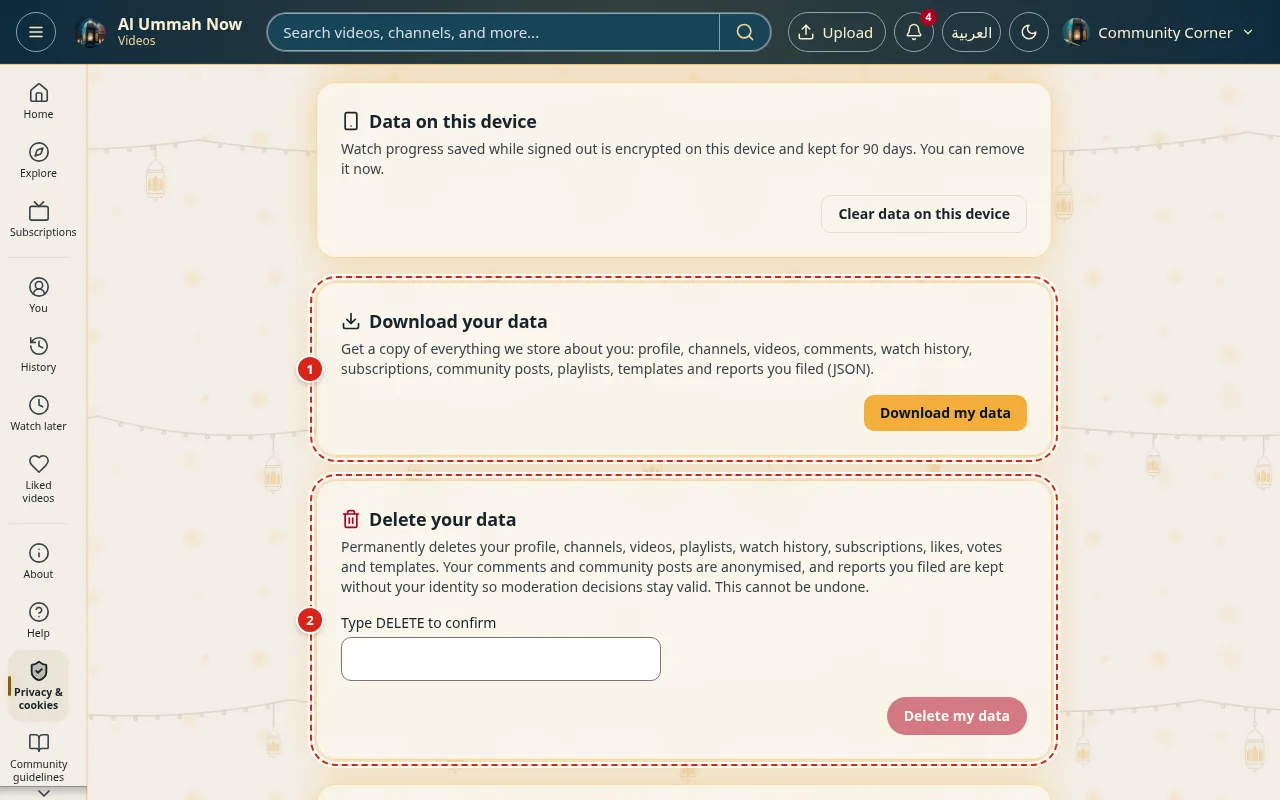 Al Ummah Now
Videos
Search videos, channels, and more...
Upload
4
العربية
Community Corner
Home
Explore
Subscriptions
You
History
Watch later
Liked
videos
About
Help
Privacy &
cookies
Community
guidelines
Data on this device
Watch progress saved while signed out is encrypted on this device and kept for 90 days. You can remove
it now.
Clear data on this device
1
Download your data
Get a copy of everything we store about you: profile, channels, videos, comments, watch history,
subscriptions, community posts, playlists, templates and reports you filed (JSON).
Download my data
2
Delete your data
Permanently deletes your profile, channels, videos, playlists, watch history, subscriptions, likes, votes
and templates. Your comments and community posts are anonymised, and reports you filed are kept
without your identity so moderation decisions stay valid. This cannot be undone.
Type DELETE to confirm
Delete my data